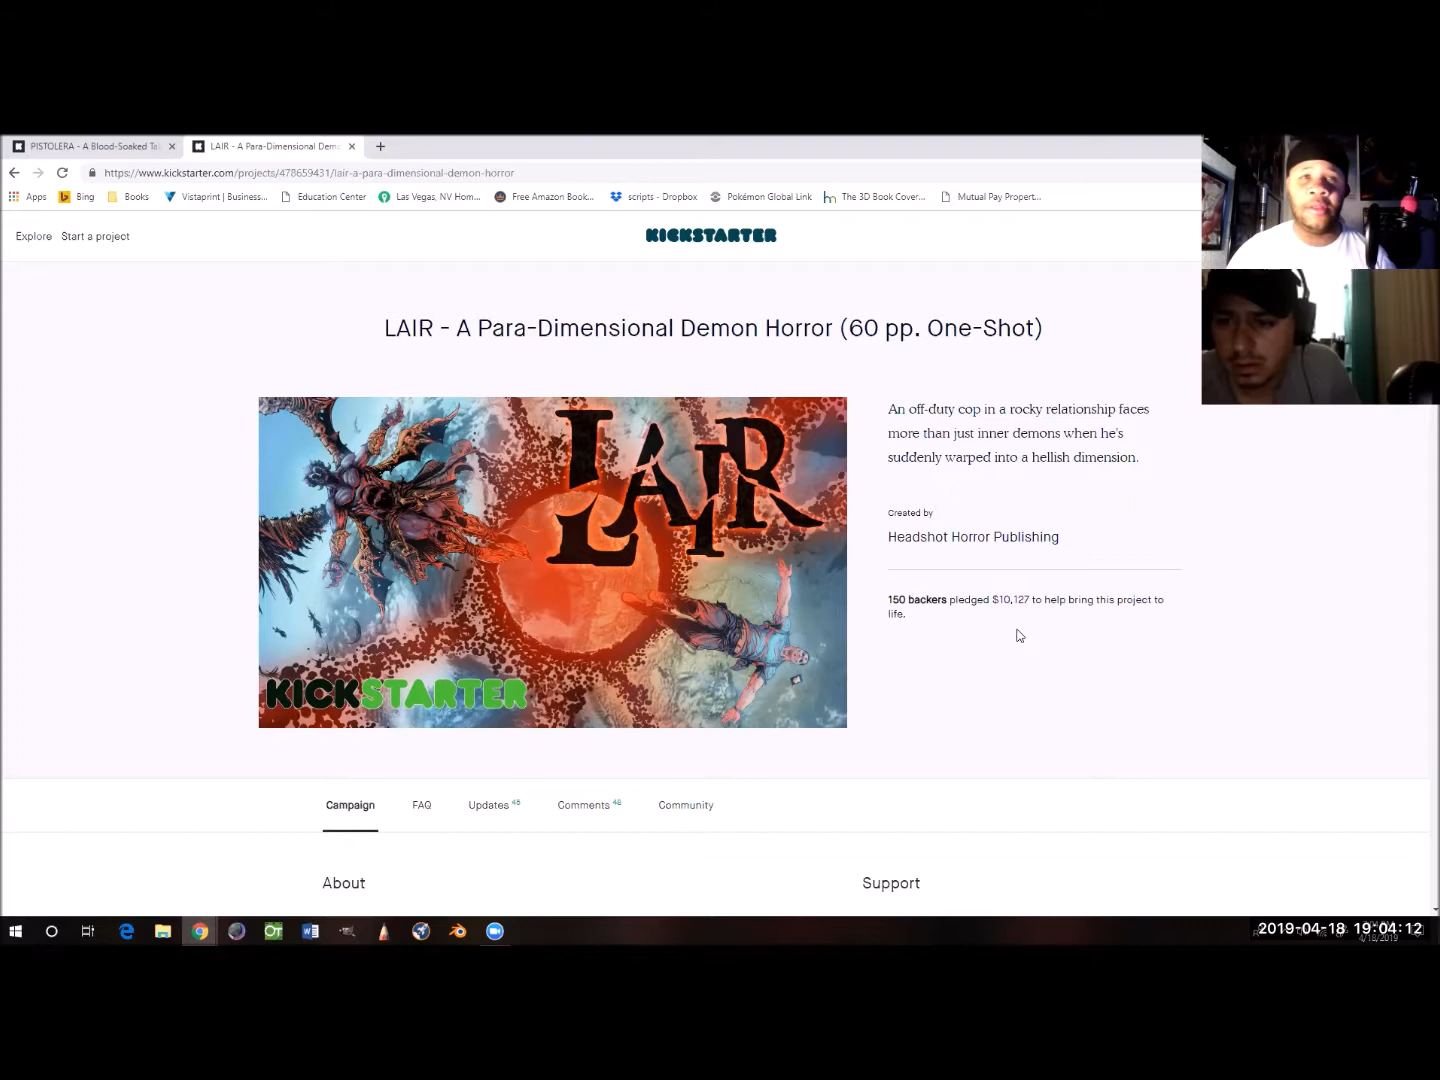 PISTOLERA - A Blood-Soaked Ta
LAIR - A Para-Dimensional Dem
https://www.kickstarter.com/projects/478659431/lair-a-para-dimensional-demon-horror
Apps Bing Books Vistaprint | Business... Education Center Las Vegas, NV Hom... Free Amazon Book... scripts - Dropbox Pokémon Global Link The 3D Book Cover... Mutual Pay Propert...
Explore Start a project KICKSTARTER
LAIR - A Para-Dimensional Demon Horror (60 pp. One-Shot)
LAIR
KICKSTARTER
An off-duty cop in a rocky relationship faces
more than just inner demons when he's
suddenly warped into a hellish dimension.
Created by
Headshot Horror Publishing
150 backers pledged $10,127 to help bring this project to
life.
Campaign FAQ Updates 48 Comments 48 Community
About Support
2019-04-18 19:04:12
4/18/2019